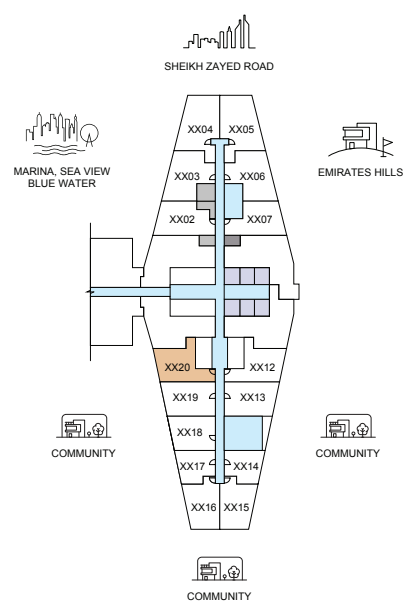 SHEIKH ZAYED ROAD
MARINA, SEA VIEW
BLUE WATER
EMIRATES HILLS
XX04
XX05
XX03
XX06
XX02
XX07
XX20
XX12
XX19
XX13
XX18
XX17
XX14
XX16
XX15
COMMUNITY
COMMUNITY
COMMUNITY